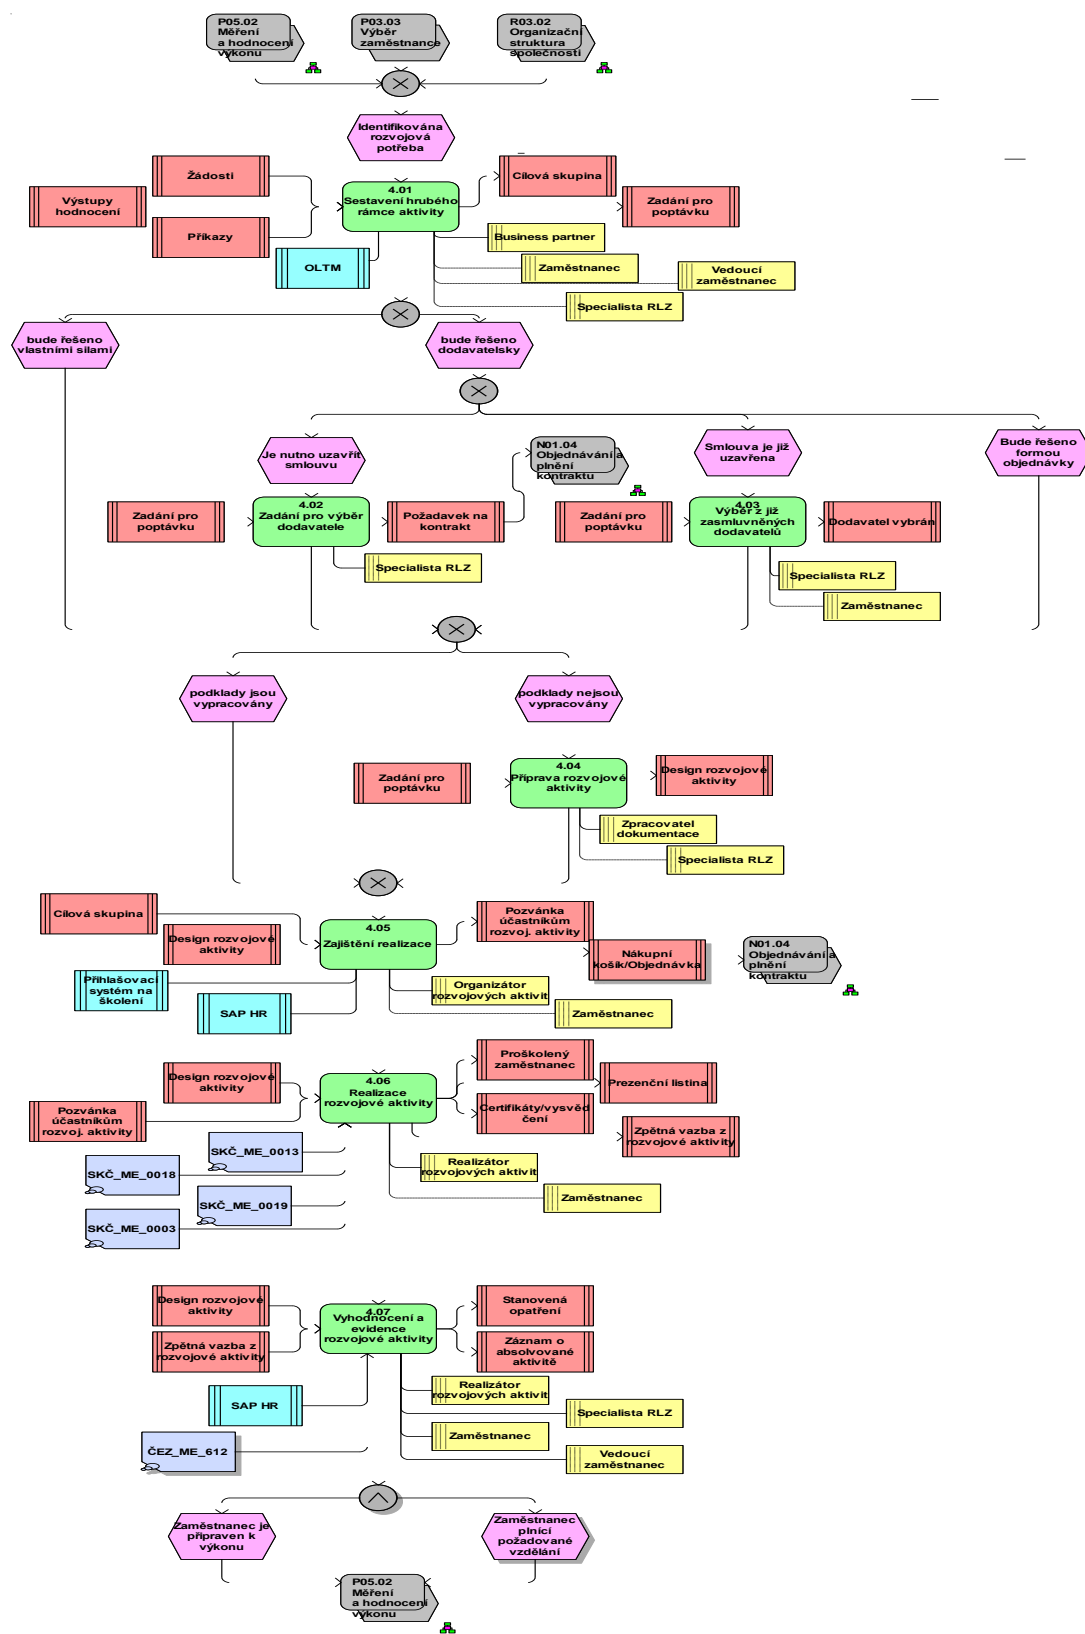 P05.02
Měření
a hodnocení
výkonu
P03.03
Výběr
zaměstnance
R03.02
Organizační
struktura
společnosti
Identifikována
rozvojová
potřeba
Žádosti
Výstupy
hodnocení
Příkazy
OLTM
4.01
Sestavení hrubého
rámce aktivity
Cílová skupina
Zadání pro
poptávku
Business partner
Zaměstnanec
Vedoucí
zaměstnanec
Specialista RLZ
bude řešeno
vlastními silami
bude řešeno
dodavatelsky
Je nutno uzavřít
smlouvu
N01.04
Objednávání a
plnění
kontraktu
Smlouva je již
uzavřena
Bude řešeno
formou
objednávky
Zadání pro
poptávku
4.02
Zadání pro výběr
dodavatele
Požadavek na
kontrakt
Specialista RLZ
Zadání pro
poptávku
4.03
Výběr z již
zasmluvněných
dodavatelů
Dodavatel vybrán
Specialista RLZ
Zaměstnanec
podklady jsou
vypracovány
podklady nejsou
vypracovány
Zadání pro
poptávku
4.04
Příprava rozvojové
aktivity
Design rozvojové
aktivity
Zpracovatel
dokumentace
Specialista RLZ
Cílová skupina
Design rozvojové
aktivity
Přihlašovací
systém na
školení
SAP HR
4.05
Zajištění realizace
Pozvánka
účastníkům
rozvoj. aktivity
Nákupní
košík/Objednávka
N01.04
Objednávání a
plnění
kontraktu
Organizátor
rozvojových aktivit
Zaměstnanec
Design rozvojové
aktivity
Pozvánka
účastníkům
rozvoj. aktivity
4.06
Realizace
rozvojové aktivity
Proškolený
zaměstnanec
Prezenční listina
Certifikáty/vysvěd
čení
Zpětná vazba z
rozvojové aktivity
SKČ_ME_0013
SKČ_ME_0018
SKČ_ME_0019
SKČ_ME_0003
Realizátor
rozvojových aktivit
Zaměstnanec
Design rozvojové
aktivity
Zpětná vazba z
rozvojové aktivity
SAP HR
ČEZ_ME_612
4.07
Vyhodnocení a
evidence
rozvojové aktivity
Stanovená
opatření
Záznam o
absolvované
aktivitě
Realizátor
rozvojových aktivit
Specialista RLZ
Zaměstnanec
Vedoucí
zaměstnanec
Zaměstnanec je
připraven k
výkonu
Zaměstnanec
plnící
požadované
vzdělání
P05.02
Měření
a hodnocení
výkonu